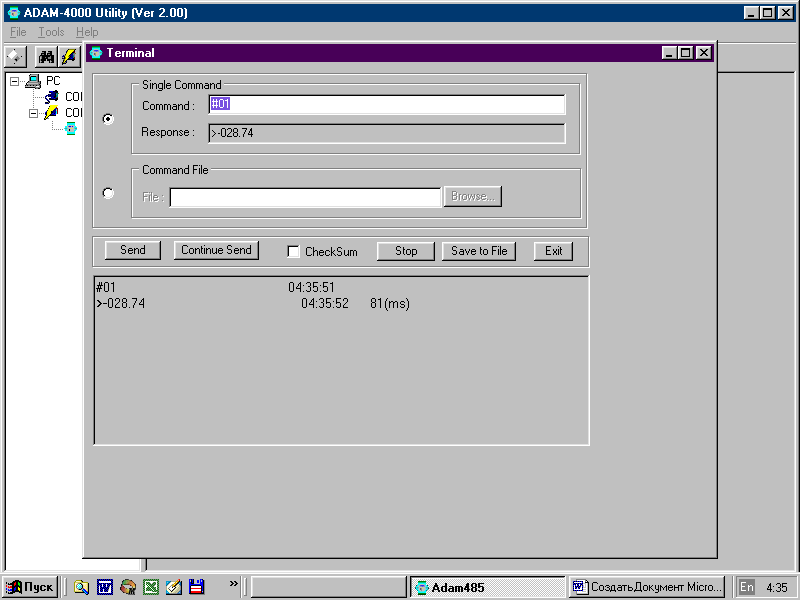 ADAM-4000 Utility (Ver 2.00)
File Tools Help
Terminal
PC
COI
COI
Single Command
Command : #01
Response : >-028.74
Command File
File : Browse...
Send Continue Send CheckSum Stop Save to File Exit
#01 04:35:51
>-028.74 04:35:52 81(ms)
Пуск » Adam485 СоздатьДокумент Micro... En 4:35